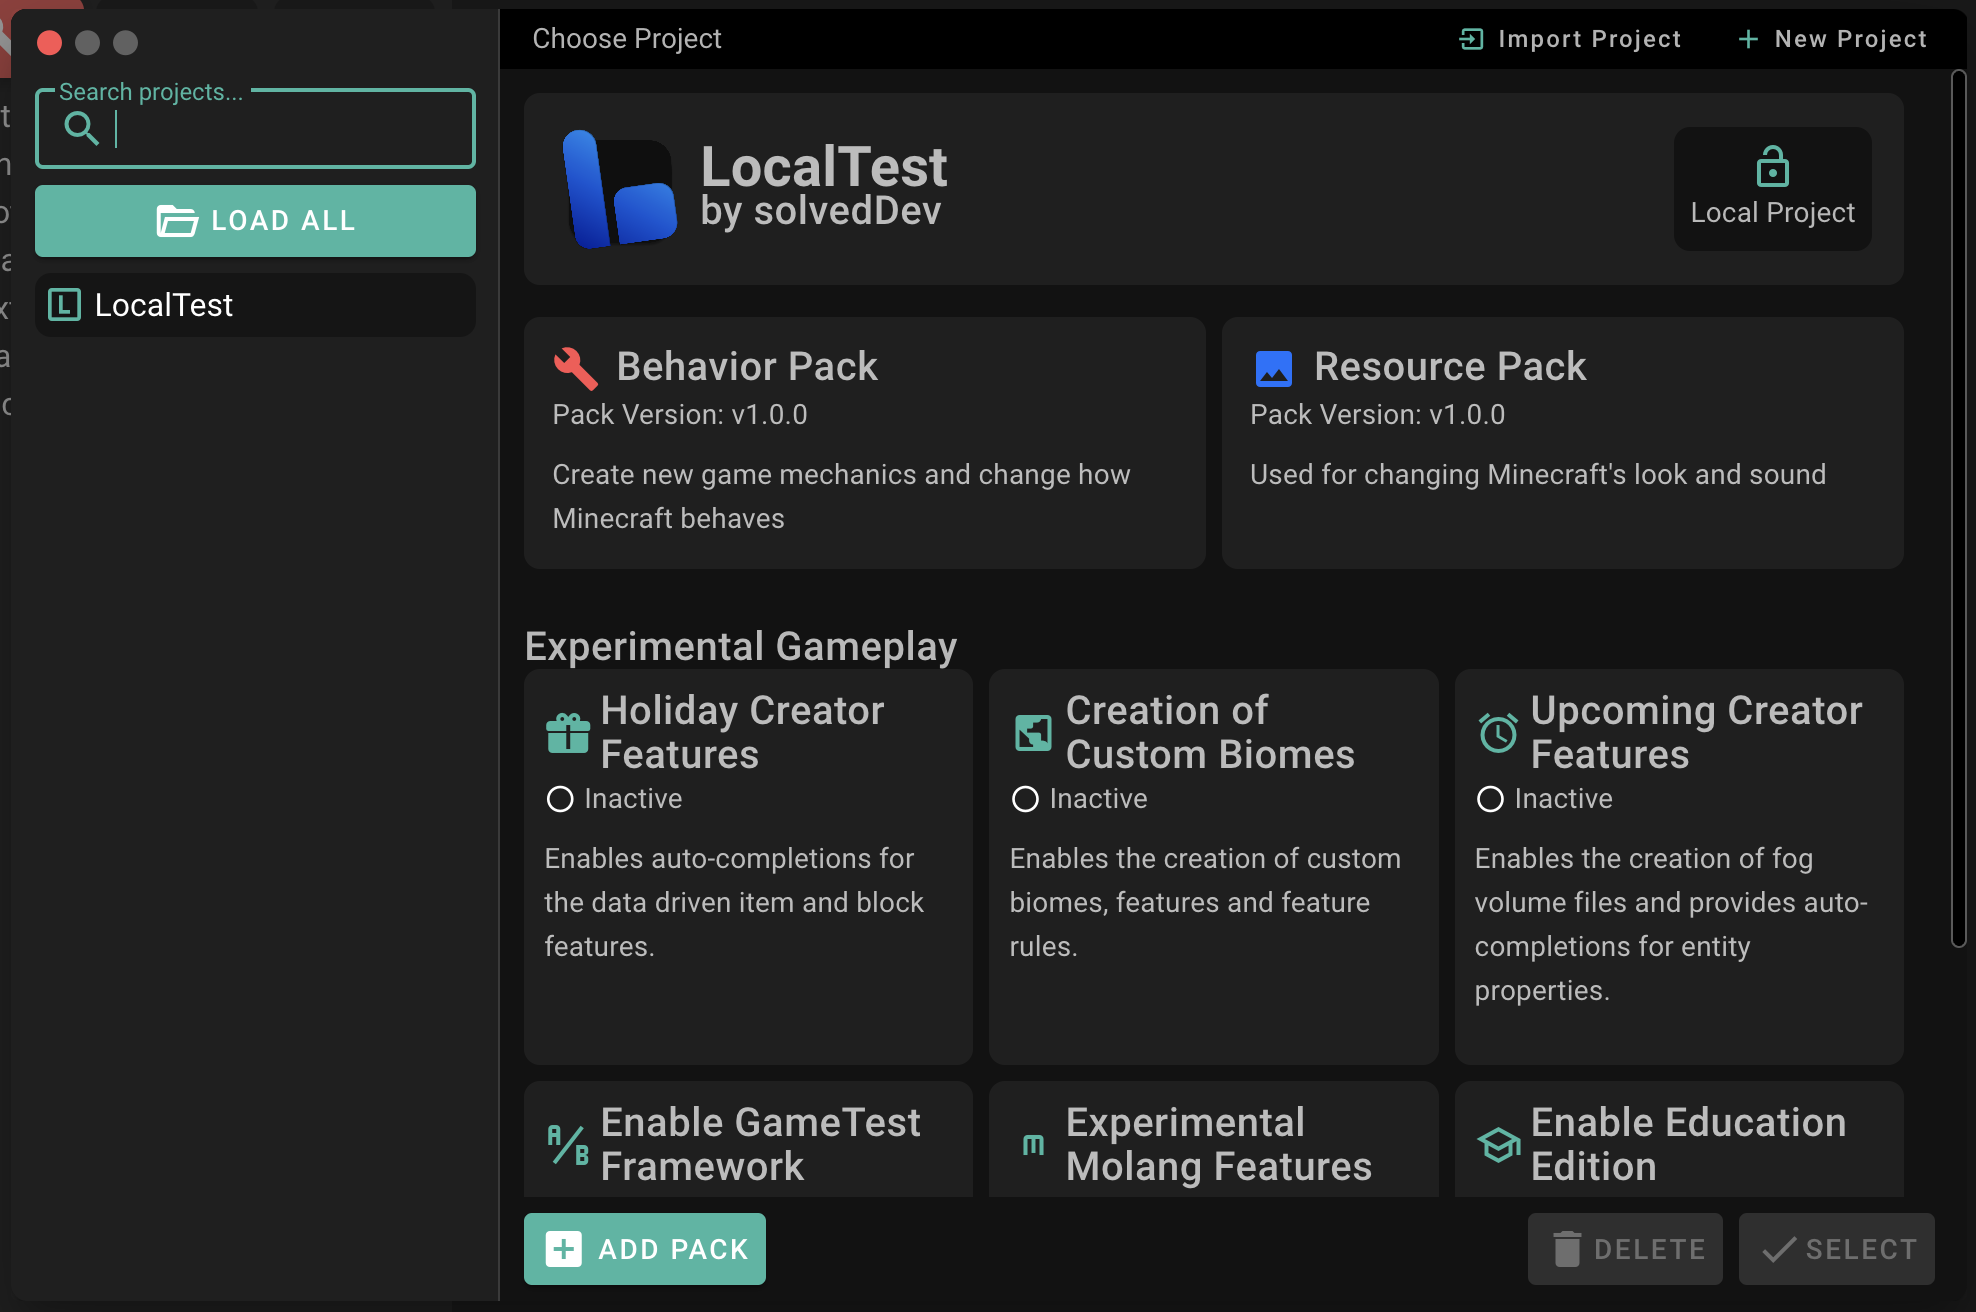 Choose Project
Import Project
New Project
Search projects...
LOAD ALL
L LocalTest
LocalTest
by solvedDev
Local Project
Behavior Pack
Pack Version: v1.0.0
Create new game mechanics and change how
Minecraft behaves
Resource Pack
Pack Version: v1.0.0
Used for changing Minecraft's look and sound
Experimental Gameplay
Holiday Creator
Features
Inactive
Enables auto-completions for
the data driven item and block
features.
Creation of
Custom Biomes
Inactive
Enables the creation of custom
biomes, features and feature
rules.
Upcoming Creator
Features
Inactive
Enables the creation of fog
volume files and provides auto-
completions for entity
properties.
A/B Enable GameTest
Framework
m Experimental
Molang Features
Enable Education
Edition
ADD PACK
DELETE
SELECT